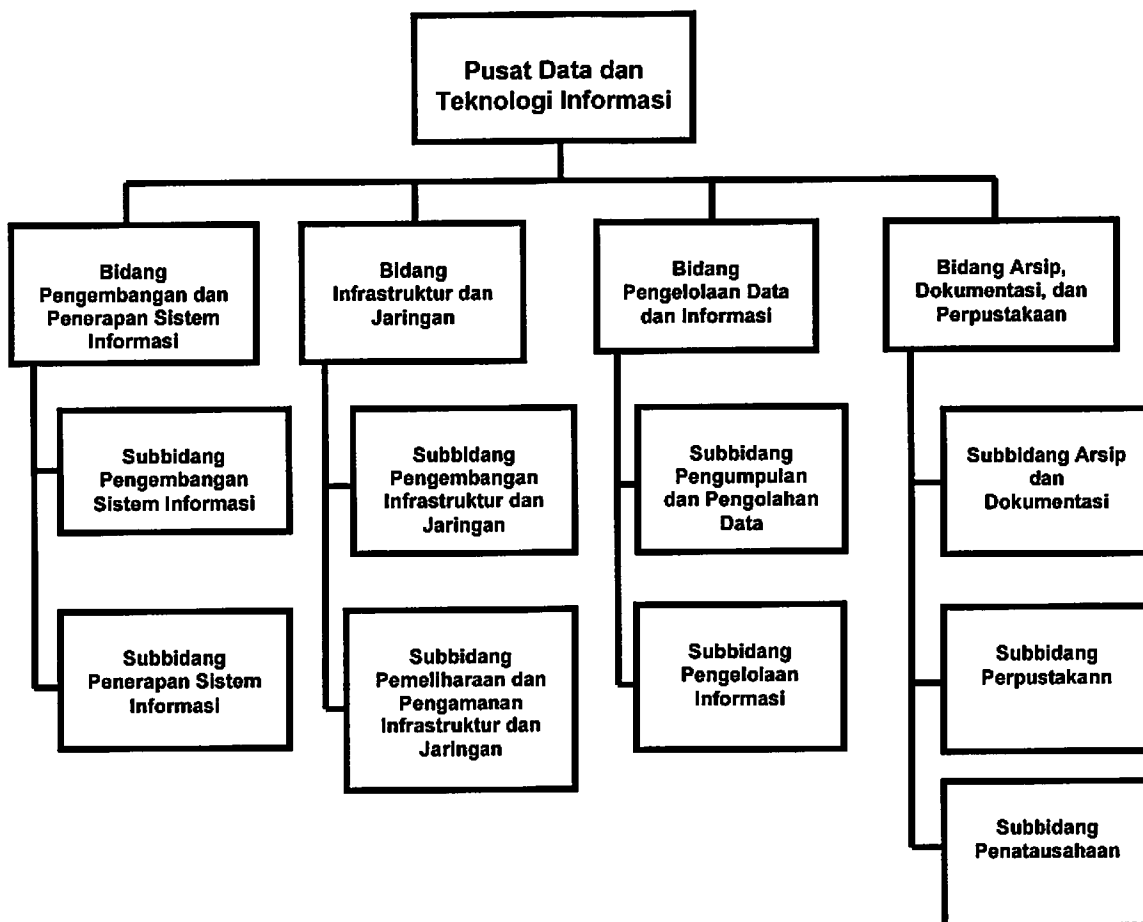 Pusat Data dan
Teknologi Informasi
Bidang
Pengembangan dan
Penerapan Sistem
Informasi
Bidang
Infrastruktur dan
Jaringan
Bidang
Pengelolaan Data
dan Informasi
Bidang Arsip,
Dokumentasi, dan
Perpustakaan
Subbidang
Pengembangan
Sistem Informasi
Subbidang
Pengembangan
Infrastruktur dan
Jaringan
Subbidang
Pengumpulan
dan Pengolahan
Data
Subbidang Arsip
dan
Dokumentasi
Subbidang
Penerapan Sistem
Informasi
Subbidang
Pemeliharaan dan
Pengamanan
Infrastruktur dan
Jaringan
Subbidang
Pengelolaan
Informasi
Subbidang
Perpustakann
Subbidang
Penatausahaan